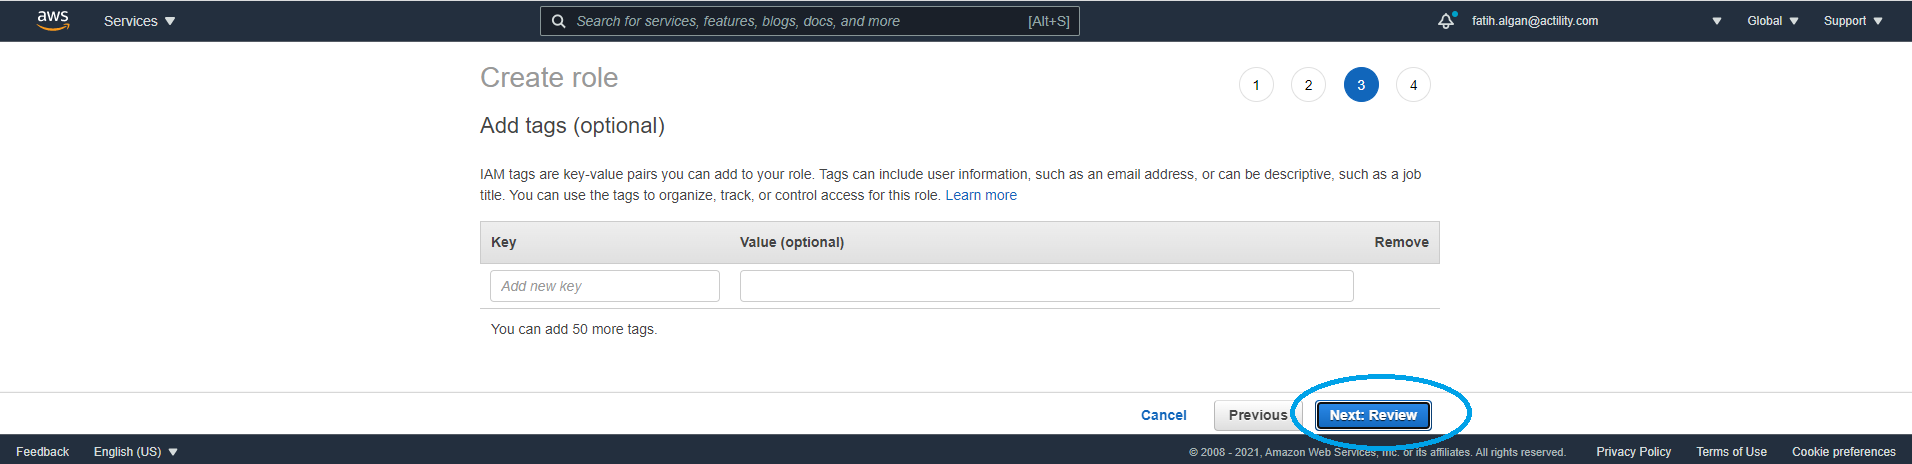 aws Services Search for services, features, blogs, docs, and more [Alt+S] fatih.algan@actility.com Global Support
Create role 1 2 3 4
Add tags (optional)
IAM tags are key-value pairs you can add to your role. Tags can include user information, such as an email address, or can be descriptive, such as a job
title. You can use the tags to organize, track, or control access for this role. Learn more
Key Value (optional) Remove
Add new key
You can add 50 more tags.
Cancel Previous Next: Review
Feedback English (US) © 2008 - 2021, Amazon Web Services, Inc. or its affiliates. All rights reserved. Privacy Policy Terms of Use Cookie preferences